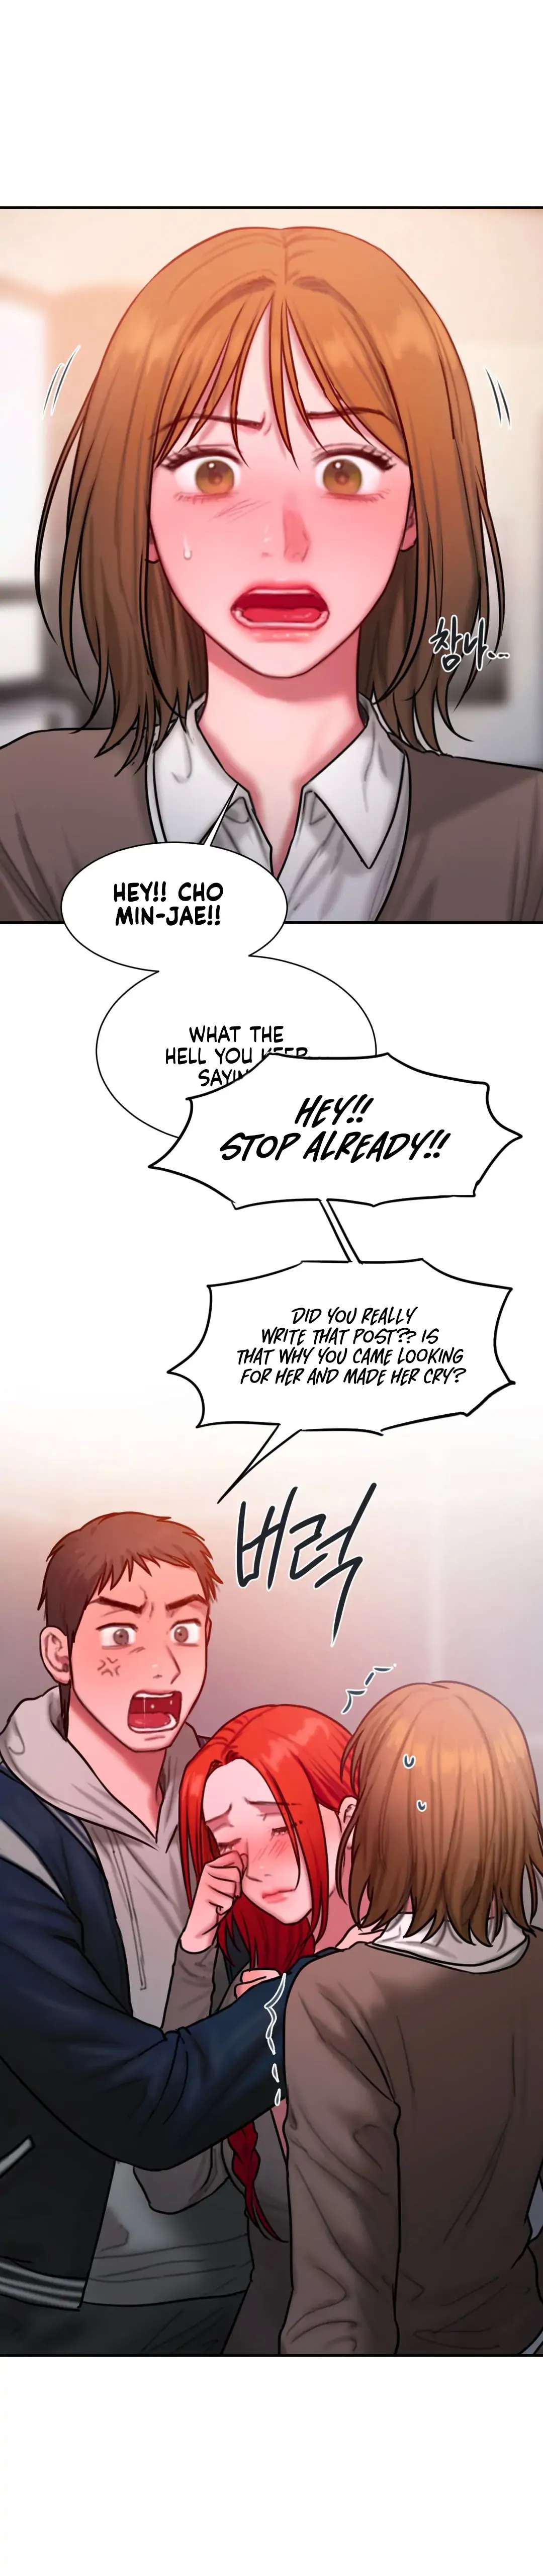 참나...
HEY!! CHO
MIN-JAE!!
WHAT THE
HELL YOU KEEP
HEY!!
STOP ALREADY!!
DID YOU REALLY
WRITE THAT POST?? IS
THAT WHY YOU CAME LOOKING
FOR HER AND MADE HER CRY?
버럭